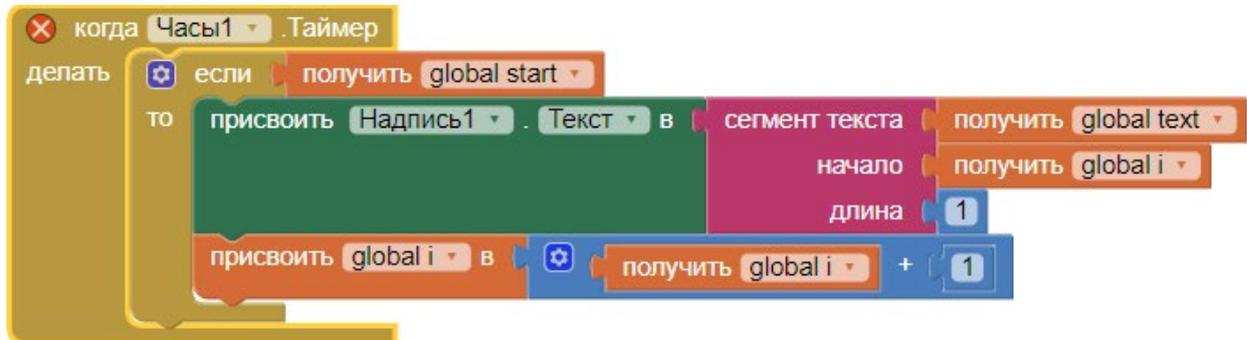 когда Часы1 .Таймер
делать если получить global start
то присвоить Надпись1 . Текст в сегмент текста получить global text
начало получить global i
длина 1
присвоить global i в получить global i + 1